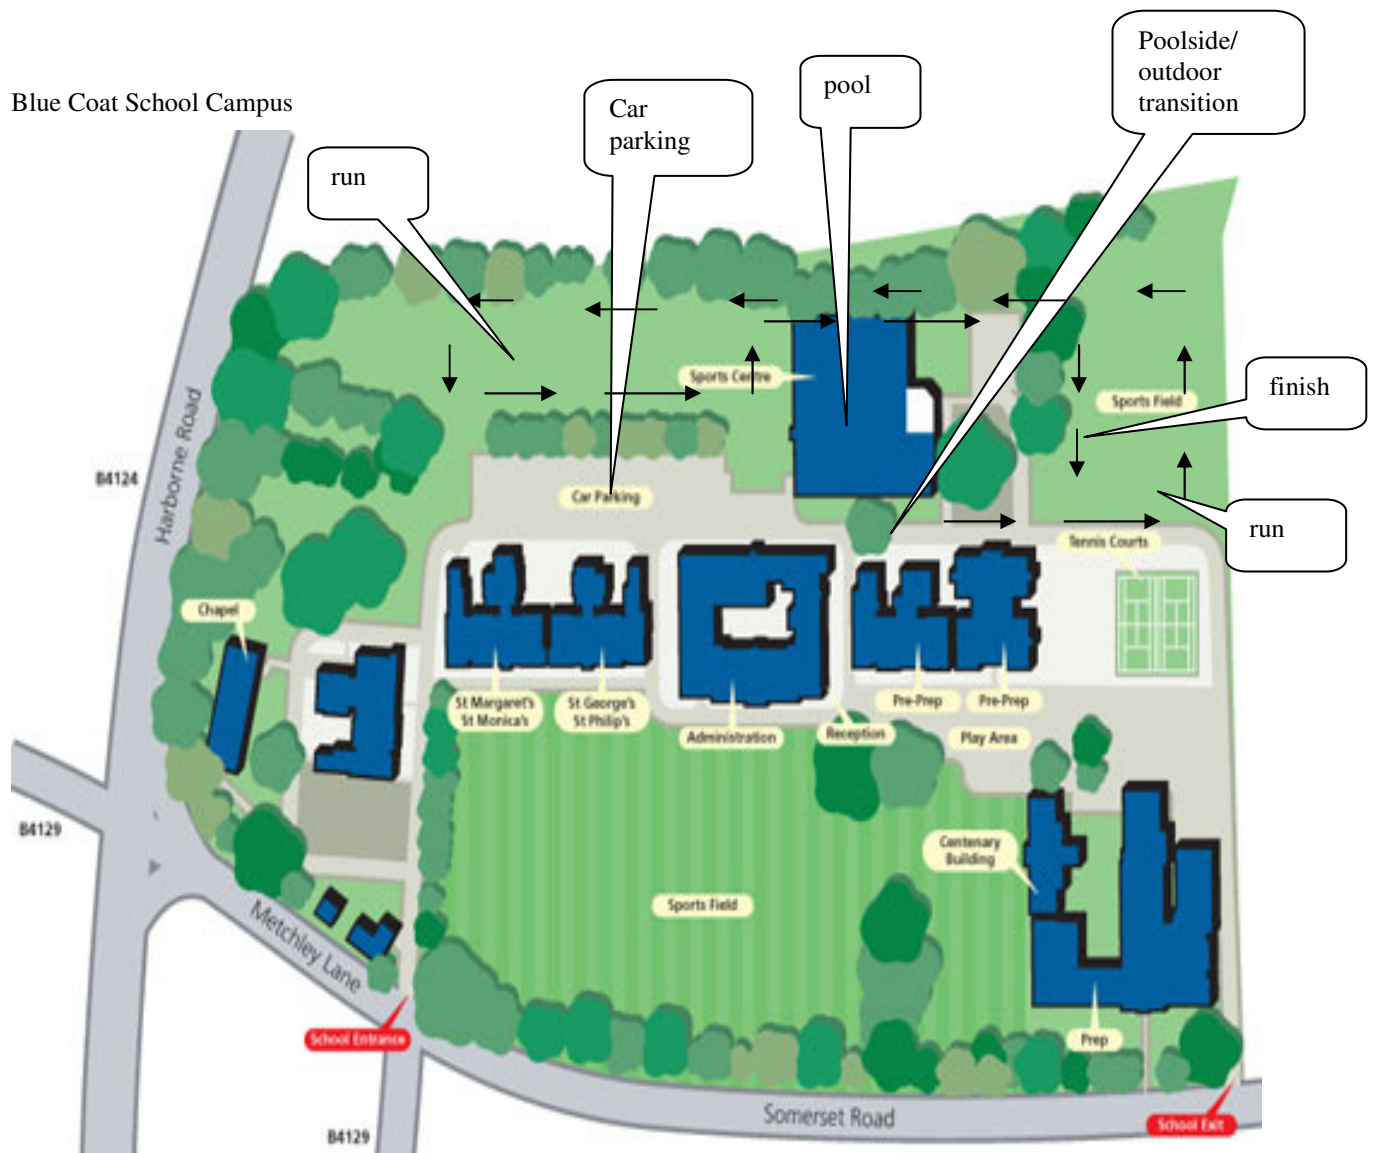 Poolside/
outdoor
transition
pool
Blue Coat School Campus
Car
parking
run
Sports Centre
finish
Sports Field
Harborne Road
B4124
Car Parking
run
Tennis Courts
Chapel
St Margaret's
St Monica's
St George's
St Philip's
Pre-Prep
Pre-Prep
Administration
Reception
Play Area
B4129
Centenary
Building
Sports Field
Metchley Lane
School Entrance
Prep
Somerset Road
School Exit
B4129